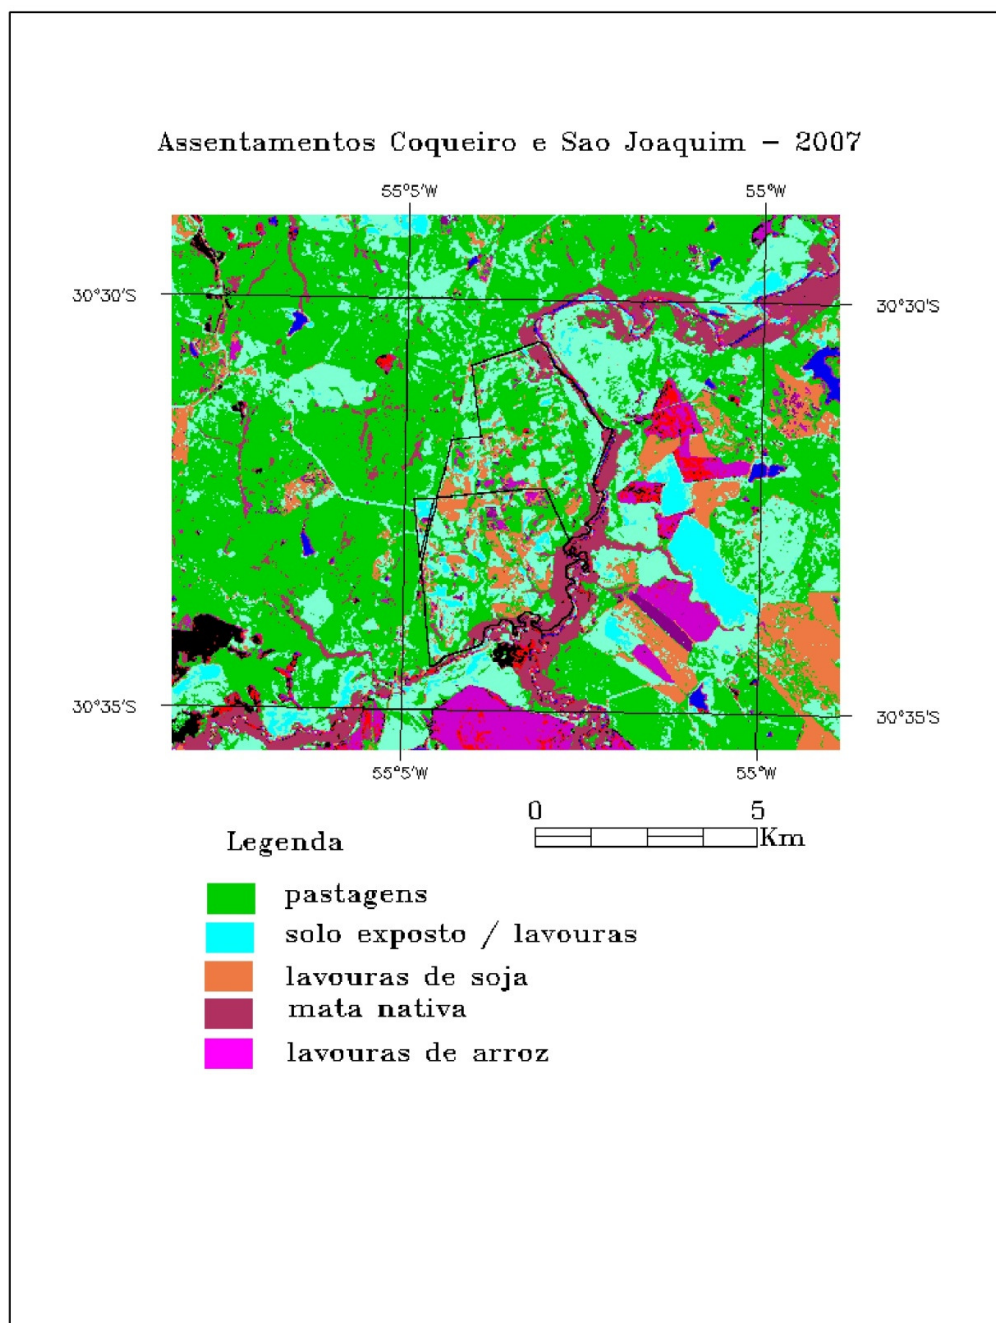 Assentamentos Coqueiro e Sao Joaquim – 2007
55°5'W 55°W
30°30'S 30°30'S
30°35'S 30°35'S
55°5'W 55°W
0 5
Km
Legenda
pastagens
solo exposto / lavouras
lavouras de soja
mata nativa
lavouras de arroz